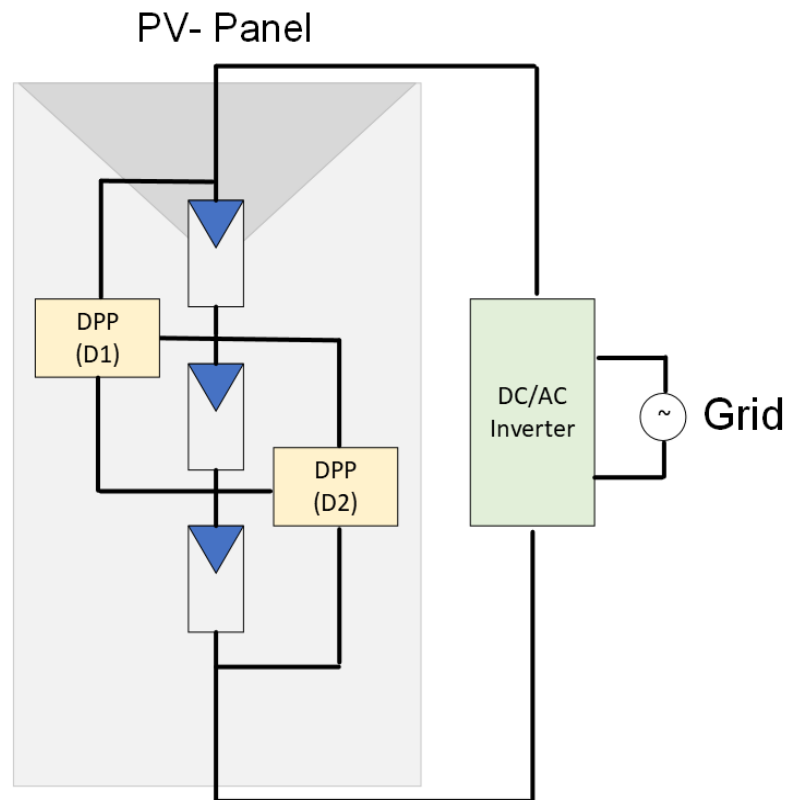 PV- Panel
DPP
(D1)
DPP
(D2)
DC/AC
Inverter
~
Grid